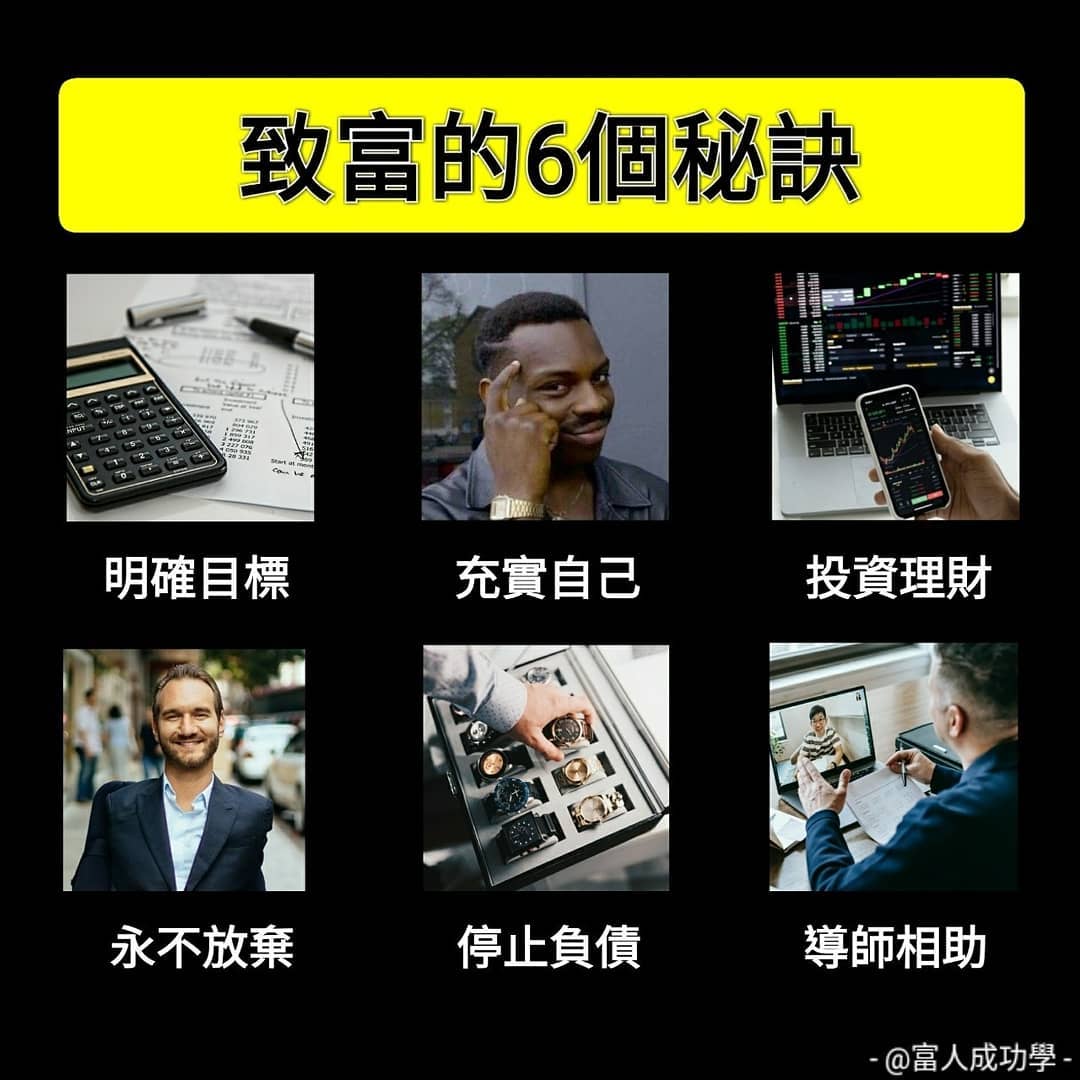 致富的6個秘訣
明確目標
充實自己
投資理財
永不放棄
停止負債
導師相助
- @富人成功學 -